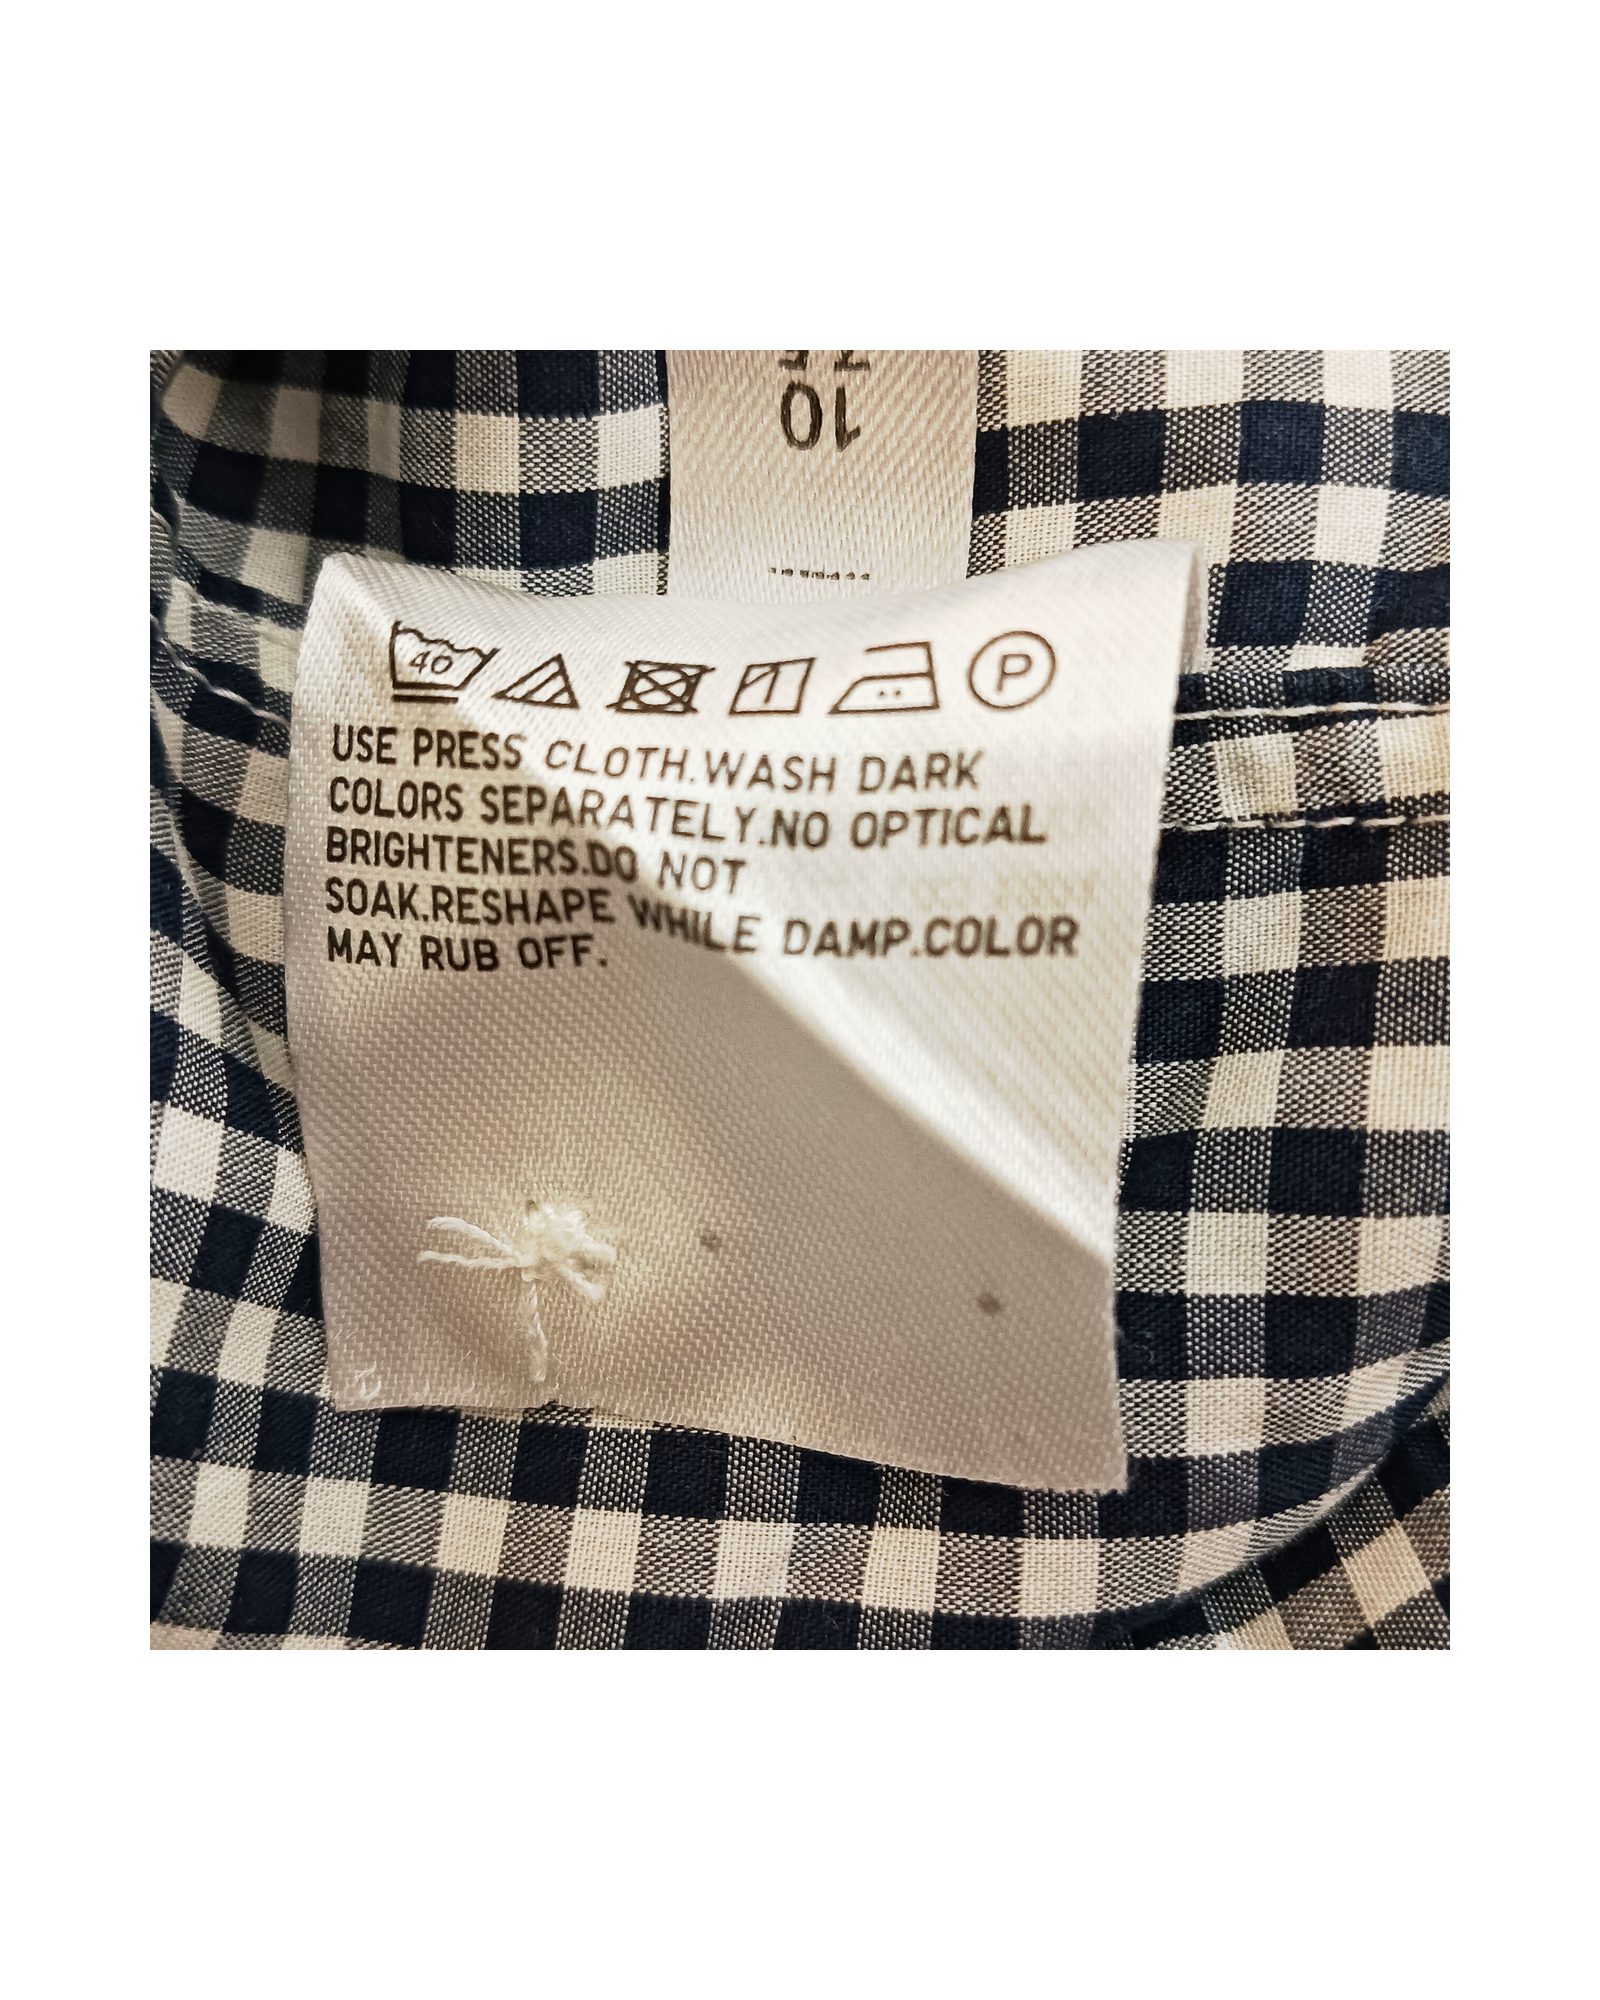 10
40
P
USE PRESS CLOTH.WASH DARK
COLORS SEPARATELY.NO OPTICAL
BRIGHTENERS.DO NOT
SOAK.RESHAPE WHILE DAMP.COLOR
MAY RUB OFF.